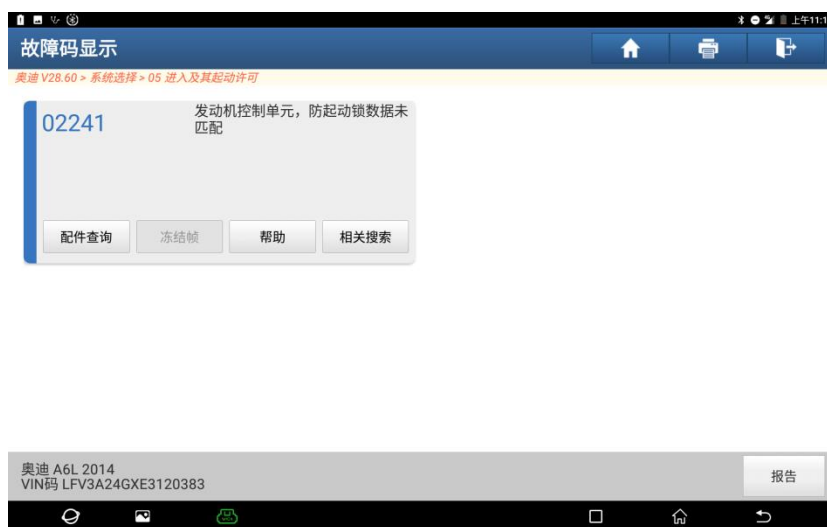 上午11:1
故障码显示
奥迪 V28.60 > 系统选择 > 05 进入及其起动许可
02241
发动机控制单元，防起动锁数据未
匹配
配件查询 冻结帧 帮助 相关搜索
奥迪 A6L 2014
VIN码 LFV3A24GXE3120383
报告